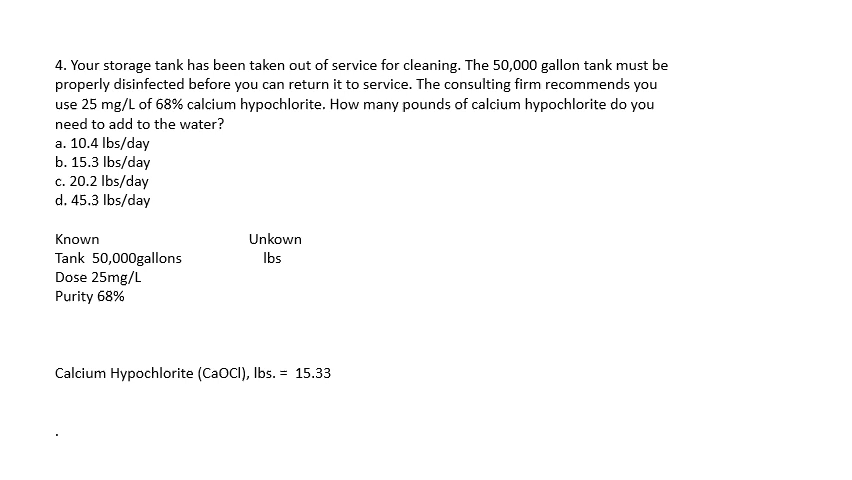 4. Your storage tank has been taken out of service for cleaning. The 50,000 gallon tank must be
properly disinfected before you can return it to service. The consulting firm recommends you
use 25 mg/L of 68% calcium hypochlorite. How many pounds of calcium hypochlorite do you
need to add to the water?
a. 10.4 lbs/day
b. 15.3 lbs/day
c. 20.2 lbs/day
d. 45.3 lbs/day
Known Unkown
Tank 50,000gallons lbs
Dose 25mg/L
Purity 68%
Calcium Hypochlorite (CaOCl), lbs. = 15.33
.